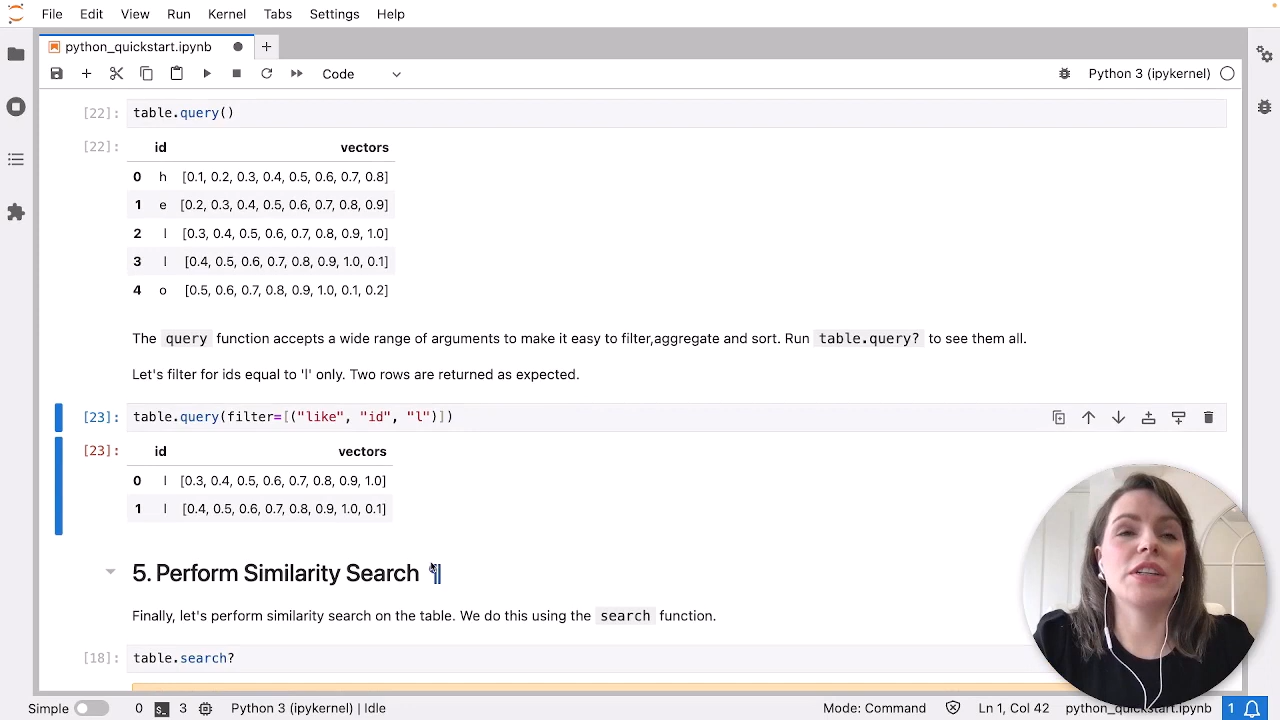 File Edit View Run Kernel Tabs Settings Help
python_quickstart.ipynb
Code
Python 3 (ipykernel)
[22]: table.query()
[22]: id vectors
0 h [0.1, 0.2, 0.3, 0.4, 0.5, 0.6, 0.7, 0.8]
1 e [0.2, 0.3, 0.4, 0.5, 0.6, 0.7, 0.8, 0.9]
2 l [0.3, 0.4, 0.5, 0.6, 0.7, 0.8, 0.9, 1.0]
3 l [0.4, 0.5, 0.6, 0.7, 0.8, 0.9, 1.0, 0.1]
4 o [0.5, 0.6, 0.7, 0.8, 0.9, 1.0, 0.1, 0.2]
The query function accepts a wide range of arguments to make it easy to filter,aggregate and sort. Run table.query? to see them all.
Let's filter for ids equal to 'l' only. Two rows are returned as expected.
[23]: table.query(filter=[("like", "id", "l")])
[23]: id vectors
0 l [0.3, 0.4, 0.5, 0.6, 0.7, 0.8, 0.9, 1.0]
1 l [0.4, 0.5, 0.6, 0.7, 0.8, 0.9, 1.0, 0.1]
5. Perform Similarity Search ¶
Finally, let's perform similarity search on the table. We do this using the search function.
[18]: table.search?
Simple 0 3 Python 3 (ipykernel) | Idle Mode: Command Ln 1, Col 42 python_quickstart.ipynb 1